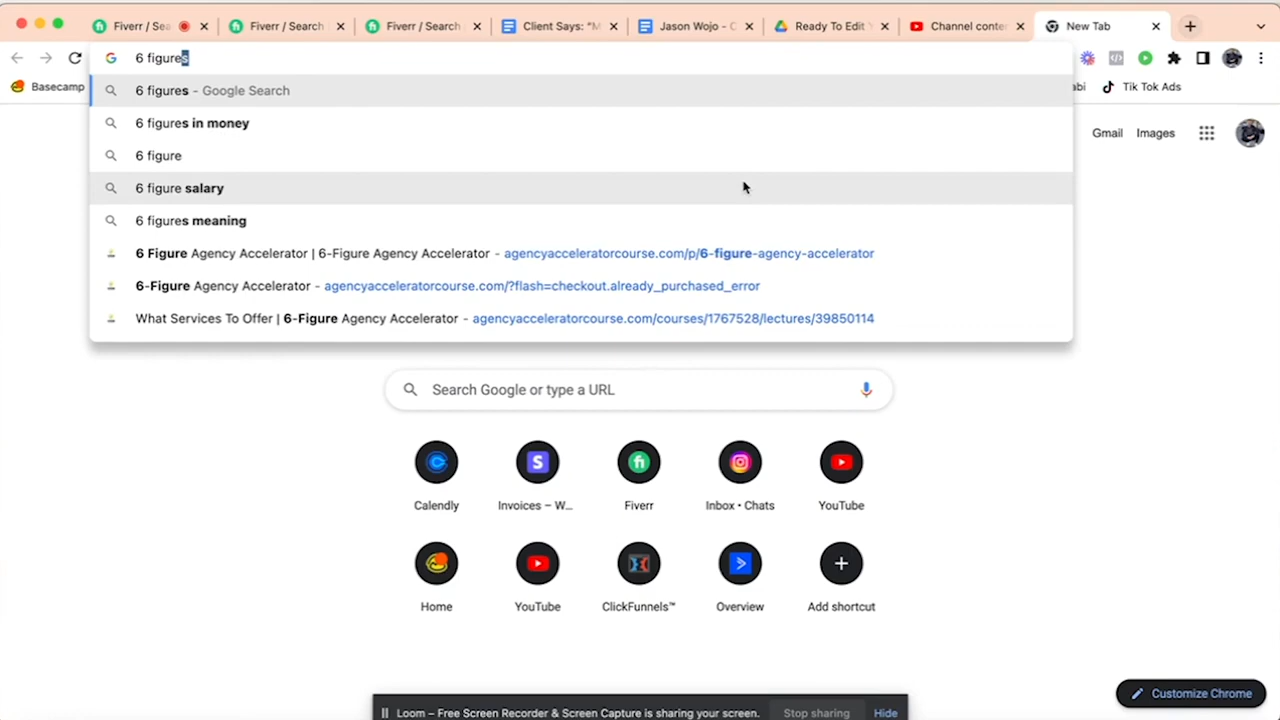 Fiverr / Sea
Fiverr / Search
Fiverr / Search
Client Says: "M
Jason Wojo - C
Ready To Edit
Channel conte
New Tab
6 figures
Basecamp
abi
Tik Tok Ads
6 figures - Google Search
6 figures in money
6 figure
6 figure salary
6 figures meaning
6 Figure Agency Accelerator | 6-Figure Agency Accelerator - agencyacceleratorcourse.com/p/6-figure-agency-accelerator
6-Figure Agency Accelerator - agencyacceleratorcourse.com/?flash=checkout.already_purchased_error
What Services To Offer | 6-Figure Agency Accelerator - agencyacceleratorcourse.com/courses/1767528/lectures/39850114
Gmail
Images
Search Google or type a URL
Calendly
Invoices – W...
Fiverr
Inbox • Chats
YouTube
Home
YouTube
ClickFunnels™
Overview
Add shortcut
Customize Chrome
Loom – Free Screen Recorder & Screen Capture is sharing your screen.
Stop sharing
Hide